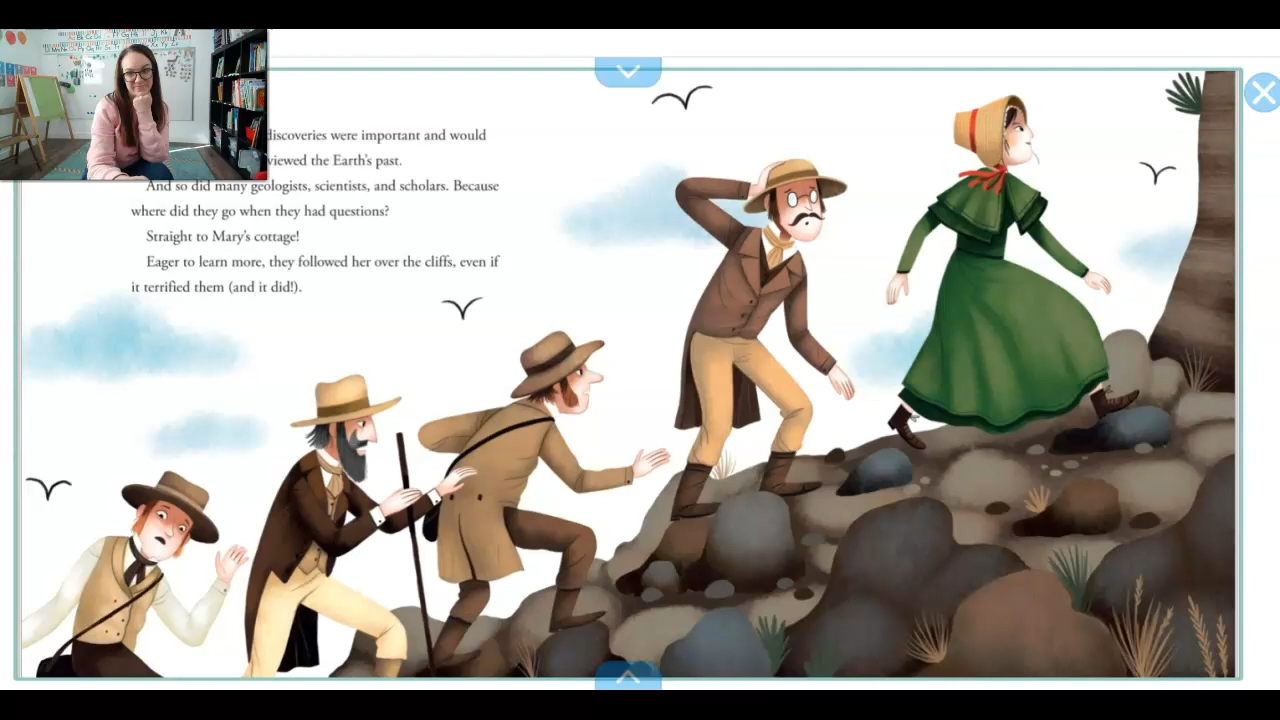 discoveries were important and would
viewed the Earth's past.
And so did many geologists, scientists, and scholars. Because
where did they go when they had questions?
Straight to Mary's cottage!
Eager to learn more, they followed her over the cliffs, even if
it terrified them (and it did!).